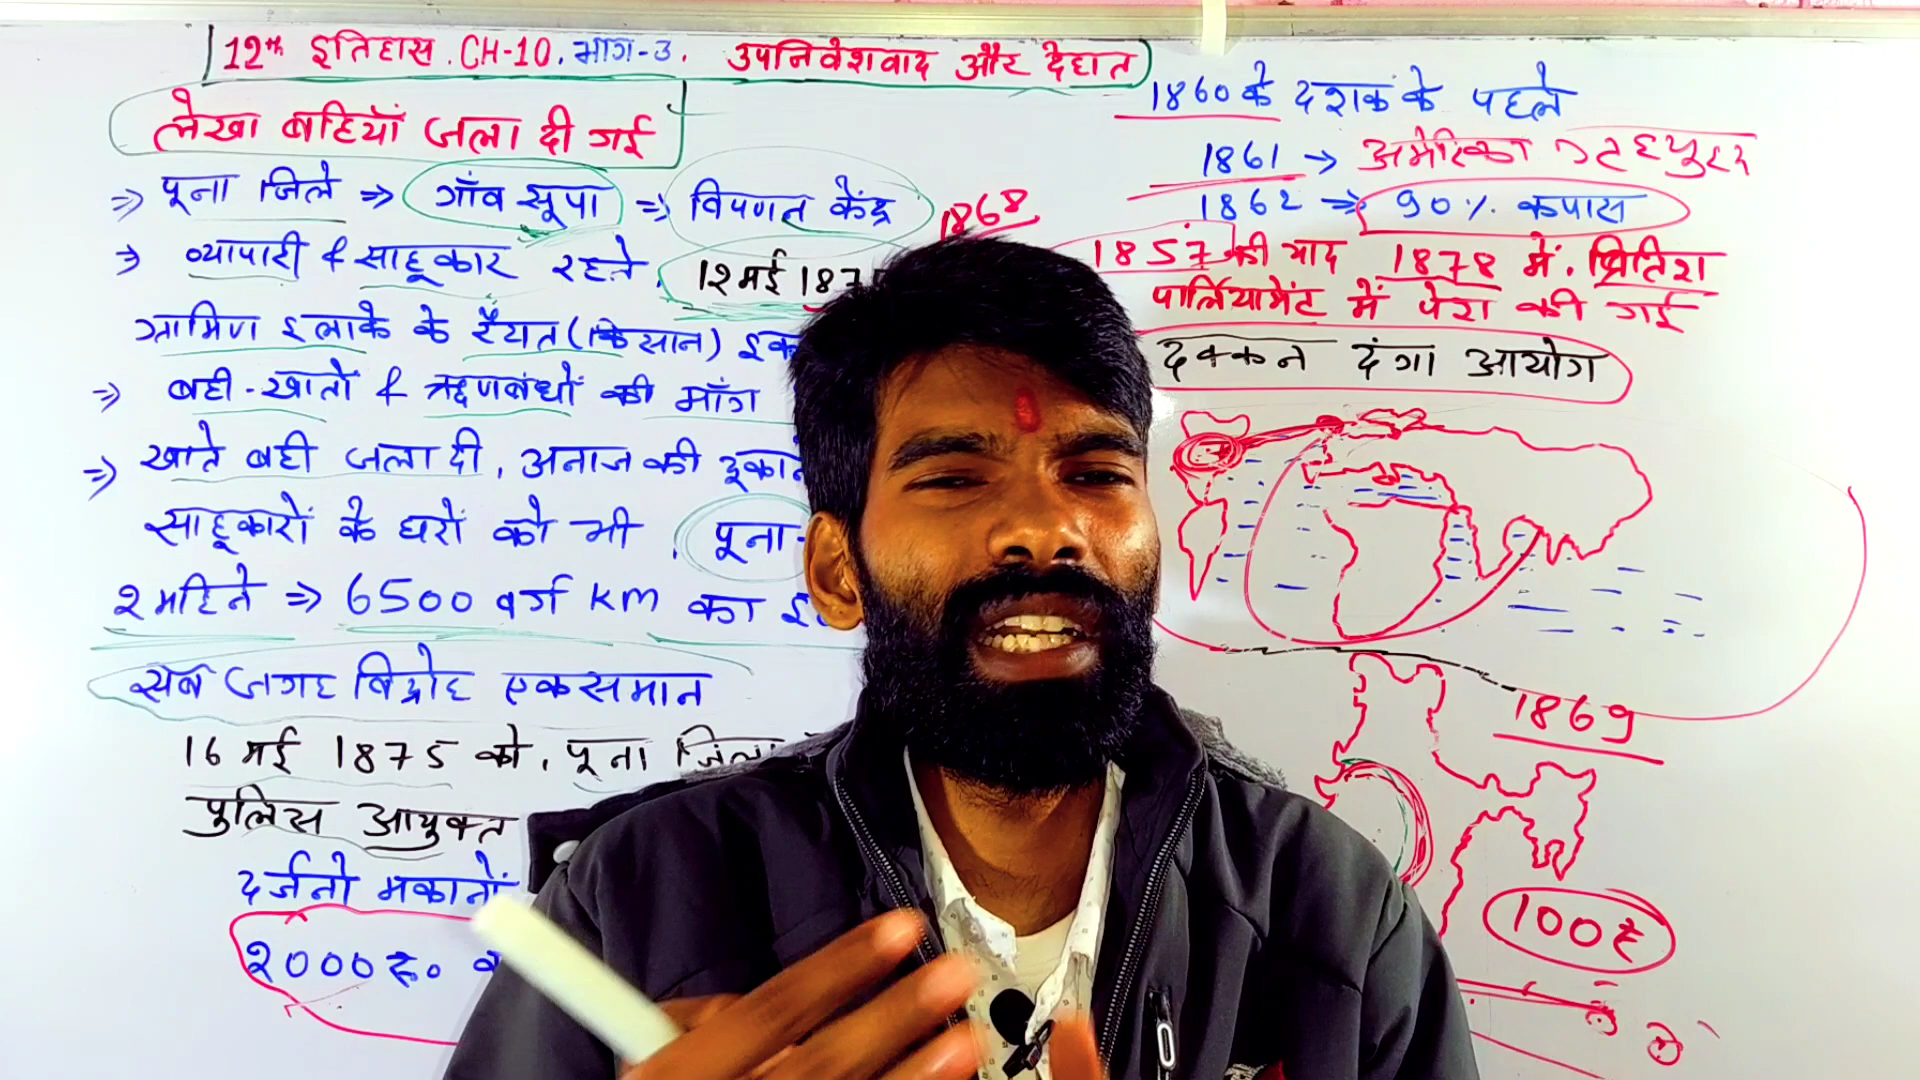 12th इतिहास. CH-10. भाग-3. उपनिवेशवाद और देहात
लेखा बहियाँ जला दी गई
⇒ पूना जिले ⇒ गाँव सूपा ⇒ विपणन केंद्र
⇒ व्यापारी & साहूकार रहते. 12 मई 187
ग्रामिण इलाके के रैयत (किसान)
⇒ बही-खातों & ऋणबंधों की माँग
⇒ खाते बही जला दी, अनाज की
साहूकारों के घरों को भी, पूना-
2 महिने ⇒ 6500 वर्ग km का
सब जगह विद्रोह एकसमान
16 मई 1875 को, पूना जिला
पुलिस आयुक्त
दर्जनो मकानों
2000 रू०
1868
1860 के दशक के पहले
1861 → अमेरिका
1862 → 90% कपास
1857 की याद 1878 में. ब्रितिश
पार्लियामेंट में पेश की गई
दक्कन दंगा आयोग
1869
100 ₹